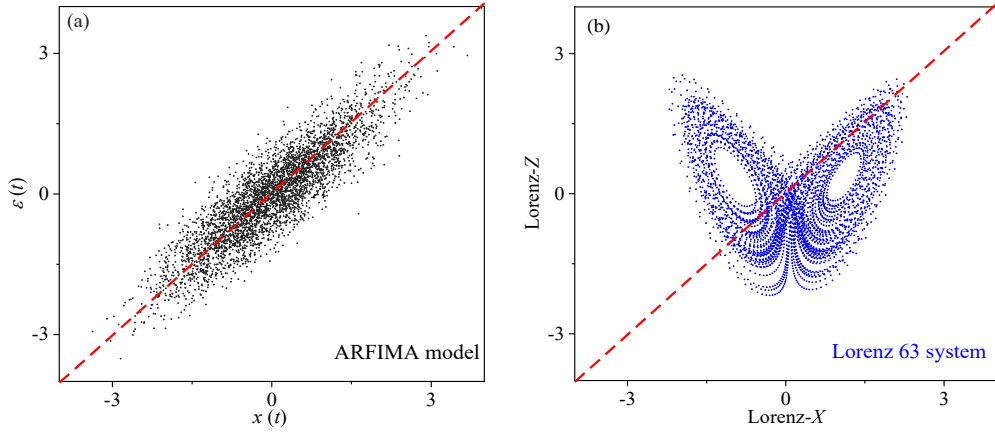 (a)
3
0
-3
ε (t)
ARFIMA model
-3
0
3
x (t)
(b)
3
0
-3
Lorenz-Z
Lorenz 63 system
-3
0
3
Lorenz-X